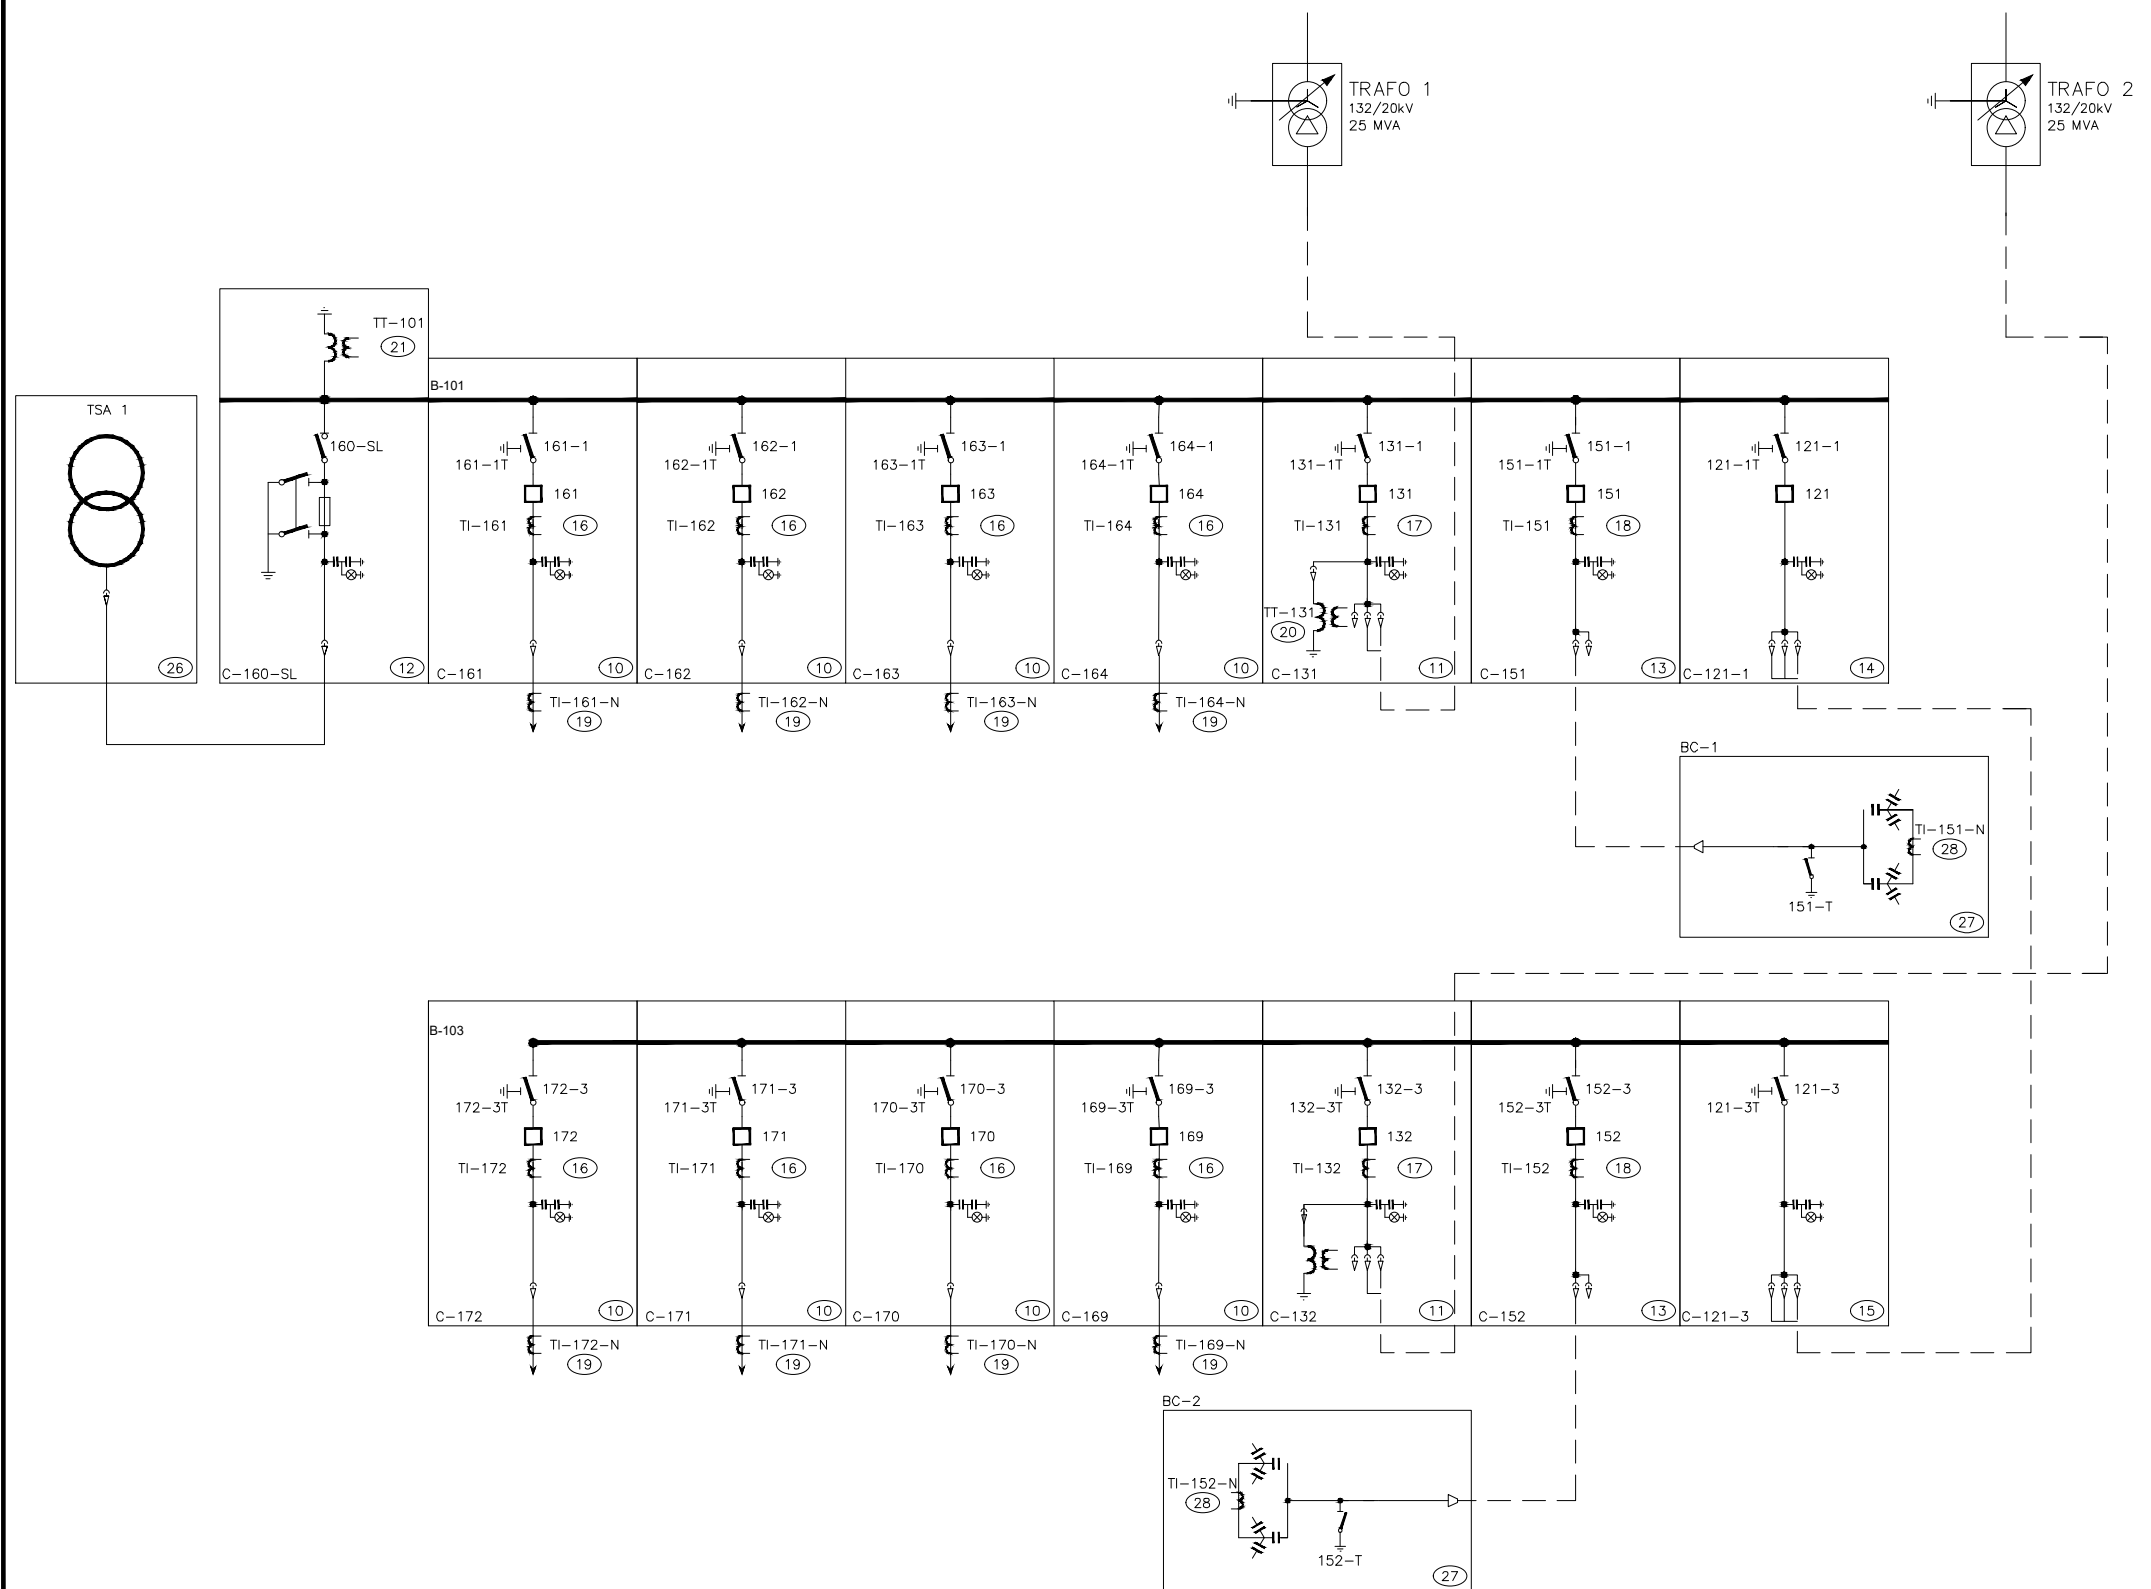 TRAFO 1
132/20kV
25 MVA
TRAFO 2
132/20kV
25 MVA
TT-101
21
B-101
TSA 1
160-SL
161-1
161-1T
162-1
162-1T
163-1
163-1T
164-1
164-1T
131-1
131-1T
151-1
151-1T
121-1
121-1T
161
162
163
164
131
151
121
TI-161
16
TI-162
16
TI-163
16
TI-164
16
TI-131
17
TI-151
18
TT-131
20
26
C-160-SL
12
C-161
10
C-162
10
C-163
10
C-164
10
C-131
11
C-151
13
C-121-1
14
TI-161-N
19
TI-162-N
19
TI-163-N
19
TI-164-N
19
BC-1
TI-151-N
28
151-T
27
B-103
172-3
172-3T
171-3
171-3T
170-3
170-3T
169-3
169-3T
132-3
132-3T
152-3
152-3T
121-3
121-3T
172
171
170
169
132
152
TI-172
16
TI-171
16
TI-170
16
TI-169
16
TI-132
17
TI-152
18
C-172
10
C-171
10
C-170
10
C-169
10
C-132
11
C-152
13
C-121-3
15
TI-172-N
19
TI-171-N
19
TI-170-N
19
TI-169-N
19
BC-2
TI-152-N
28
152-T
27